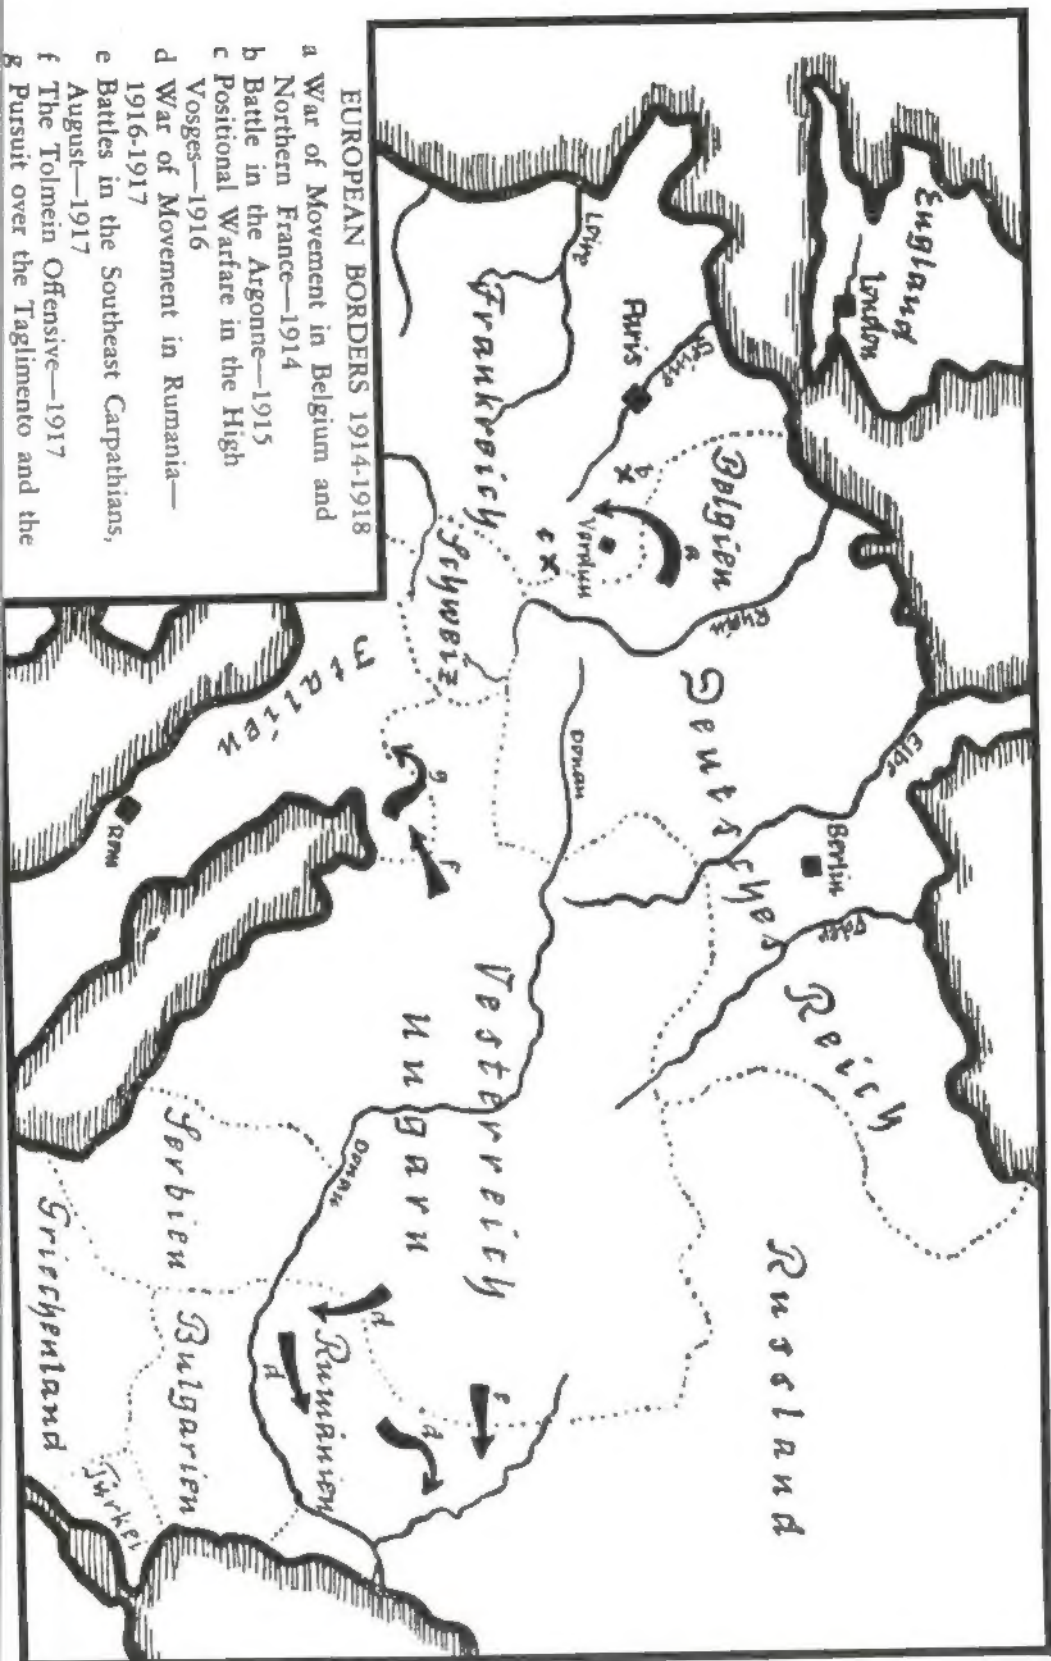 EUROPEAN BORDERS 1914-1918
a War of Movement in Belgium and
Northern France—1914
b Battle in the Argonne—1915
c Positional Warfare in the High
Vosges—1916
d War of Movement in Rumania—
1916-1917
e Battles in the Southeast Carpathians,
August—1917
f The Tolmein Offensive—1917
g Pursuit over the Taglimento and the
England
London
Elbe
Berlin
Oder
Deutsches Reich
Russland
Belgien
Rhein
a
b
Verdun
c
Seine
Paris
Loire
Frankreich
Schweiz
Donau
Italien
g
f
Rom
Oesterreich
Ungarn
Donau
e
d
d
d
Rumänien
Serbien
Bulgarien
Griechenland
Türkei